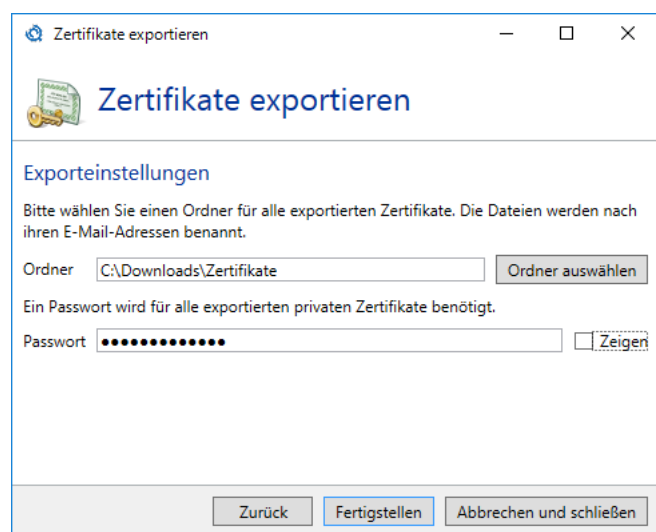 Zertifikate exportieren
Zertifikate exportieren
Exporteinstellungen
Bitte wählen Sie einen Ordner für alle exportierten Zertifikate. Die Dateien werden nach
ihren E-Mail-Adressen benannt.
Ordner C:\Downloads\Zertifikate Ordner auswählen
Ein Passwort wird für alle exportierten privaten Zertifikate benötigt.
Passwort ●●●●●●●●●●●●● Zeigen
Zurück Fertigstellen Abbrechen und schließen